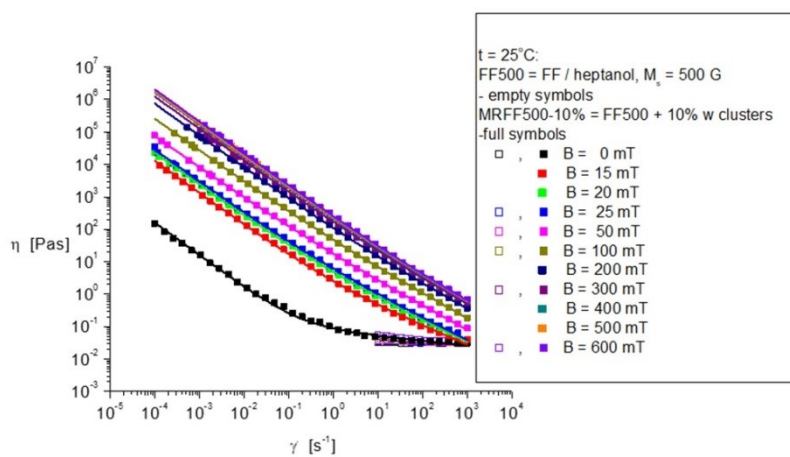 t = 25°C:
FF500 = FF / heptanol, Ms = 500 G
- empty symbols
MRFF500-10% = FF500 + 10% w clusters
-full symbols
, B = 0 mT
B = 15 mT
B = 20 mT
, B = 25 mT
, B = 50 mT
, B = 100 mT
B = 200 mT
, B = 300 mT
B = 400 mT
B = 500 mT
, B = 600 mT
10^7
10^6
10^5
10^4
10^3
10^2
10^1
10^0
10^-1
10^-2
10^-3
η [Pas]
10^-5 10^-4 10^-3 10^-2 10^-1 10^0 10^1 10^2 10^3 10^4
γ̇ [s^-1]